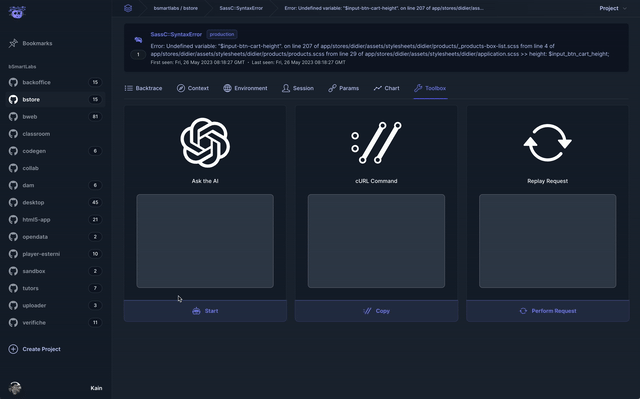 bomartlabs / bstore
SassC::SyntaxError
Error: Undefined variable: "$input-btn-cart-height". on line 207 of app/stores/didier/ass...
Project
Bookmarks
bSmartLabs
backoffice 15
bstore 15
bweb 81
classroom
codegen 6
collab
dam 6
desktop 45
html5-app 21
opendata 2
player-esterni 10
sandbox 2
tutors 7
uploader 3
verifiche 11
Create Project
Kain
SassC::SyntaxError production
1
Error: Undefined variable: "$input-btn-cart-height". on line 207 of app/stores/didier/assets/stylesheets/didier/products/_products-box-list.scss from line 4 of
app/stores/didier/assets/stylesheets/didier/products/products.scss from line 29 of app/stores/didier/assets/stylesheets/didier/application.scss >> height: $input_btn_cart_height;
First seen: Fri, 26 May 2023 08:18:27 GMT - Last seen: Fri, 26 May 2023 08:18:27 GMT
Backtrace
Context
Environment
Session
Params
Chart
Toolbox
Ask the AI
cURL Command
Replay Request
Start
Copy
Perform Request